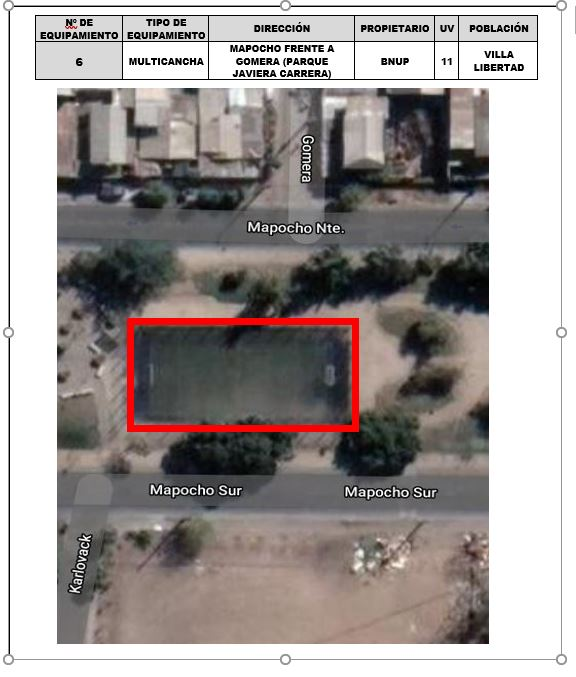 Nº DE EQUIPAMIENTO
TIPO DE EQUIPAMIENTO
DIRECCIÓN
PROPIETARIO
UV
POBLACIÓN
6
MULTICANCHA
MAPOCHO FRENTE A
GOMERA (PARQUE
JAVIERA CARRERA)
BNUP
11
VILLA
LIBERTAD
Gomera
Mapocho Nte.
Mapocho Sur
Mapocho Sur
Karlovack